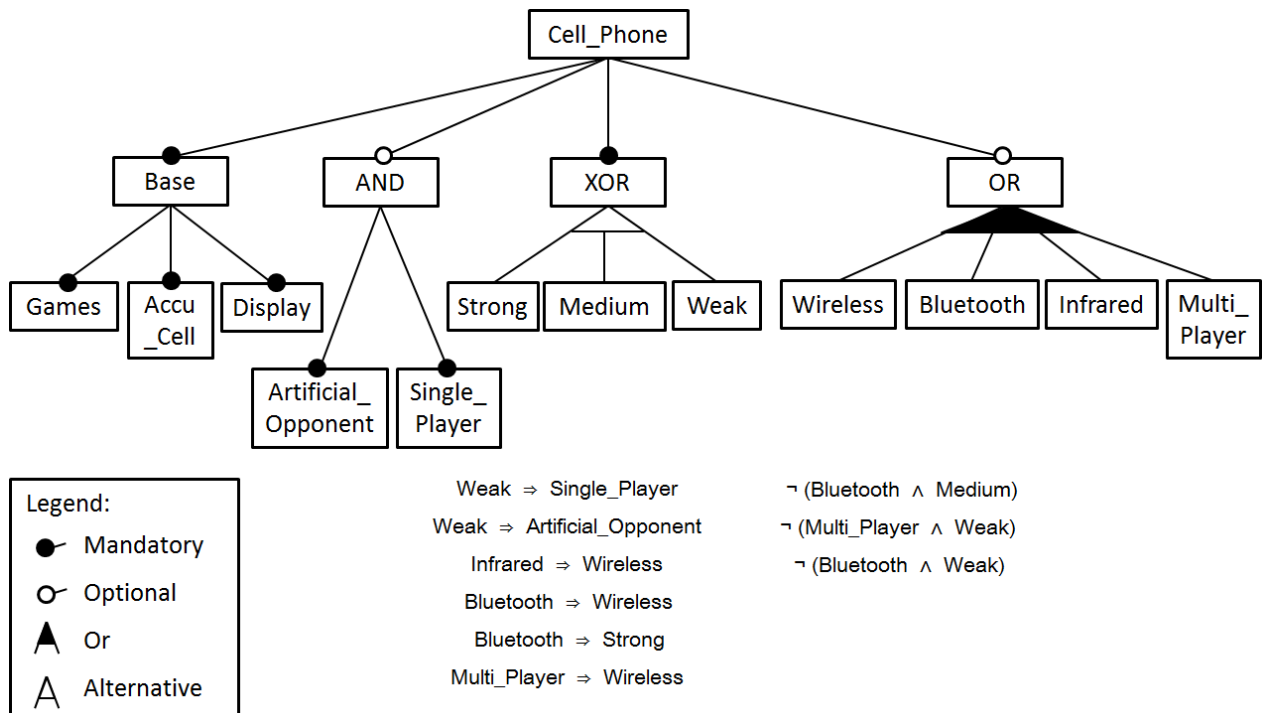 Cell_Phone
Base
AND
XOR
OR
Games
Accu
_Cell
Display
Strong
Medium
Weak
Wireless
Bluetooth
Infrared
Multi_
Player
Artificial_
Opponent
Single_
Player
Legend:
Mandatory
Optional
Or
Alternative
Weak ⇒ Single_Player
Weak ⇒ Artificial_Opponent
Infrared ⇒ Wireless
Bluetooth ⇒ Wireless
Bluetooth ⇒ Strong
Multi_Player ⇒ Wireless
¬ (Bluetooth ∧ Medium)
¬ (Multi_Player ∧ Weak)
¬ (Bluetooth ∧ Weak)